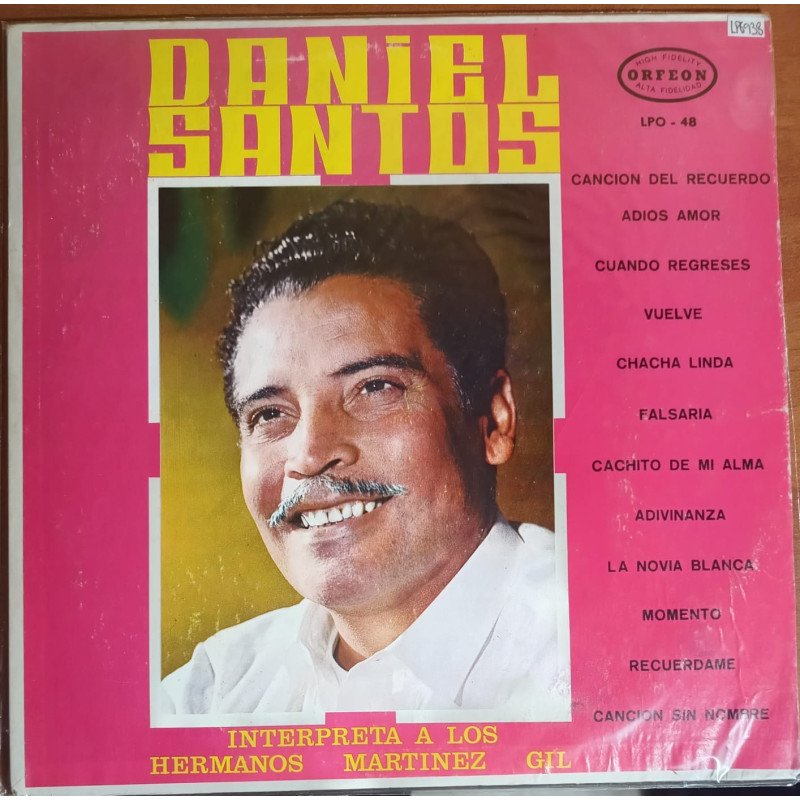 LP6938
DANiEL
SANTOS
HIGH FIDELITY
ORFEON
ALTA FIDELIDAD
LPO - 48
CANCION DEL RECUERDO
ADIOS AMOR
CUANDO REGRESES
VUELVE
CHACHA LINDA
FALSARIA
CACHITO DE MI ALMA
ADIVINANZA
LA NOVIA BLANCA
MOMENTO
RECUERDAME
CANCION SIN NOMBRE
INTERPRETA A LOS
HERMANOS MARTINEZ GIL